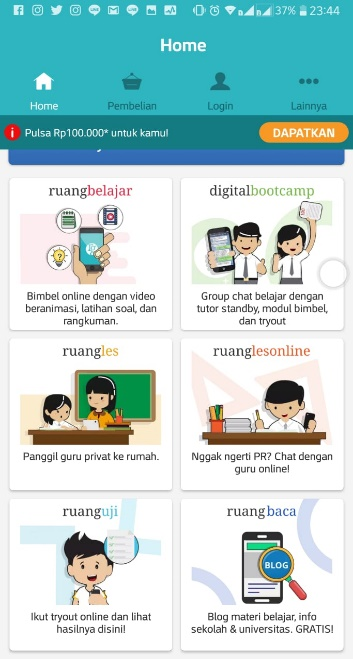 37% 23:44
Home
Home Pembelian Login Lainnya
Pulsa Rp100.000* untuk kamu! DAPATKAN
ruangbelajar
Bimbel online dengan video
beranimasi, latihan soal, dan
rangkuman.
digitalbootcamp
Group chat belajar dengan
tutor standby, modul bimbel,
dan tryout
ruangles
Panggil guru privat ke rumah.
ruanglesonline
Nggak ngerti PR? Chat dengan
guru online!
ruanguji
Ikut tryout online dan lihat
hasilnya disini!
ruangbaca
BLOG
Blog materi belajar, info
sekolah & universitas. GRATIS!